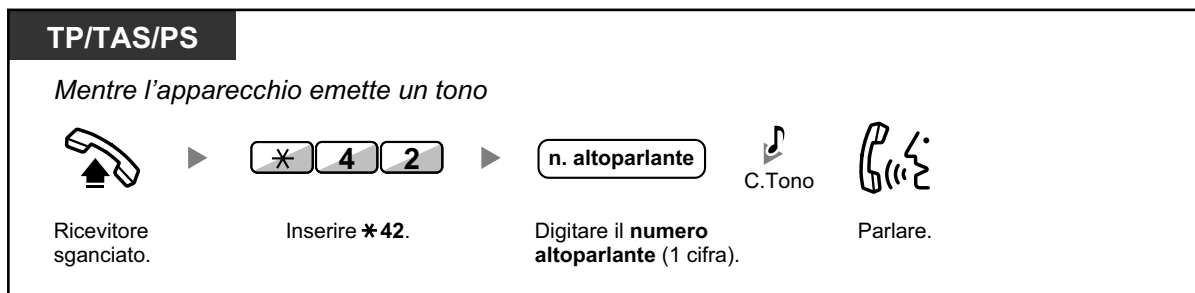 TP/TAS/PS
Mentre l’apparecchio emette un tono
* 4 2
n. altoparlante
C.Tono
Ricevitore
sganciato.
Inserire *42.
Digitare il numero
altoparlante (1 cifra).
Parlare.